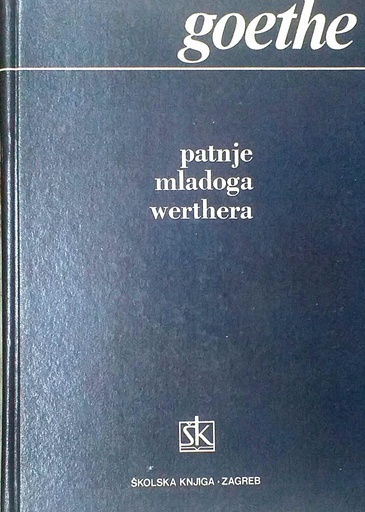 goethe
patnje
mladoga
werthera
šk
ŠKOLSKA KNJIGA · ZAGREB